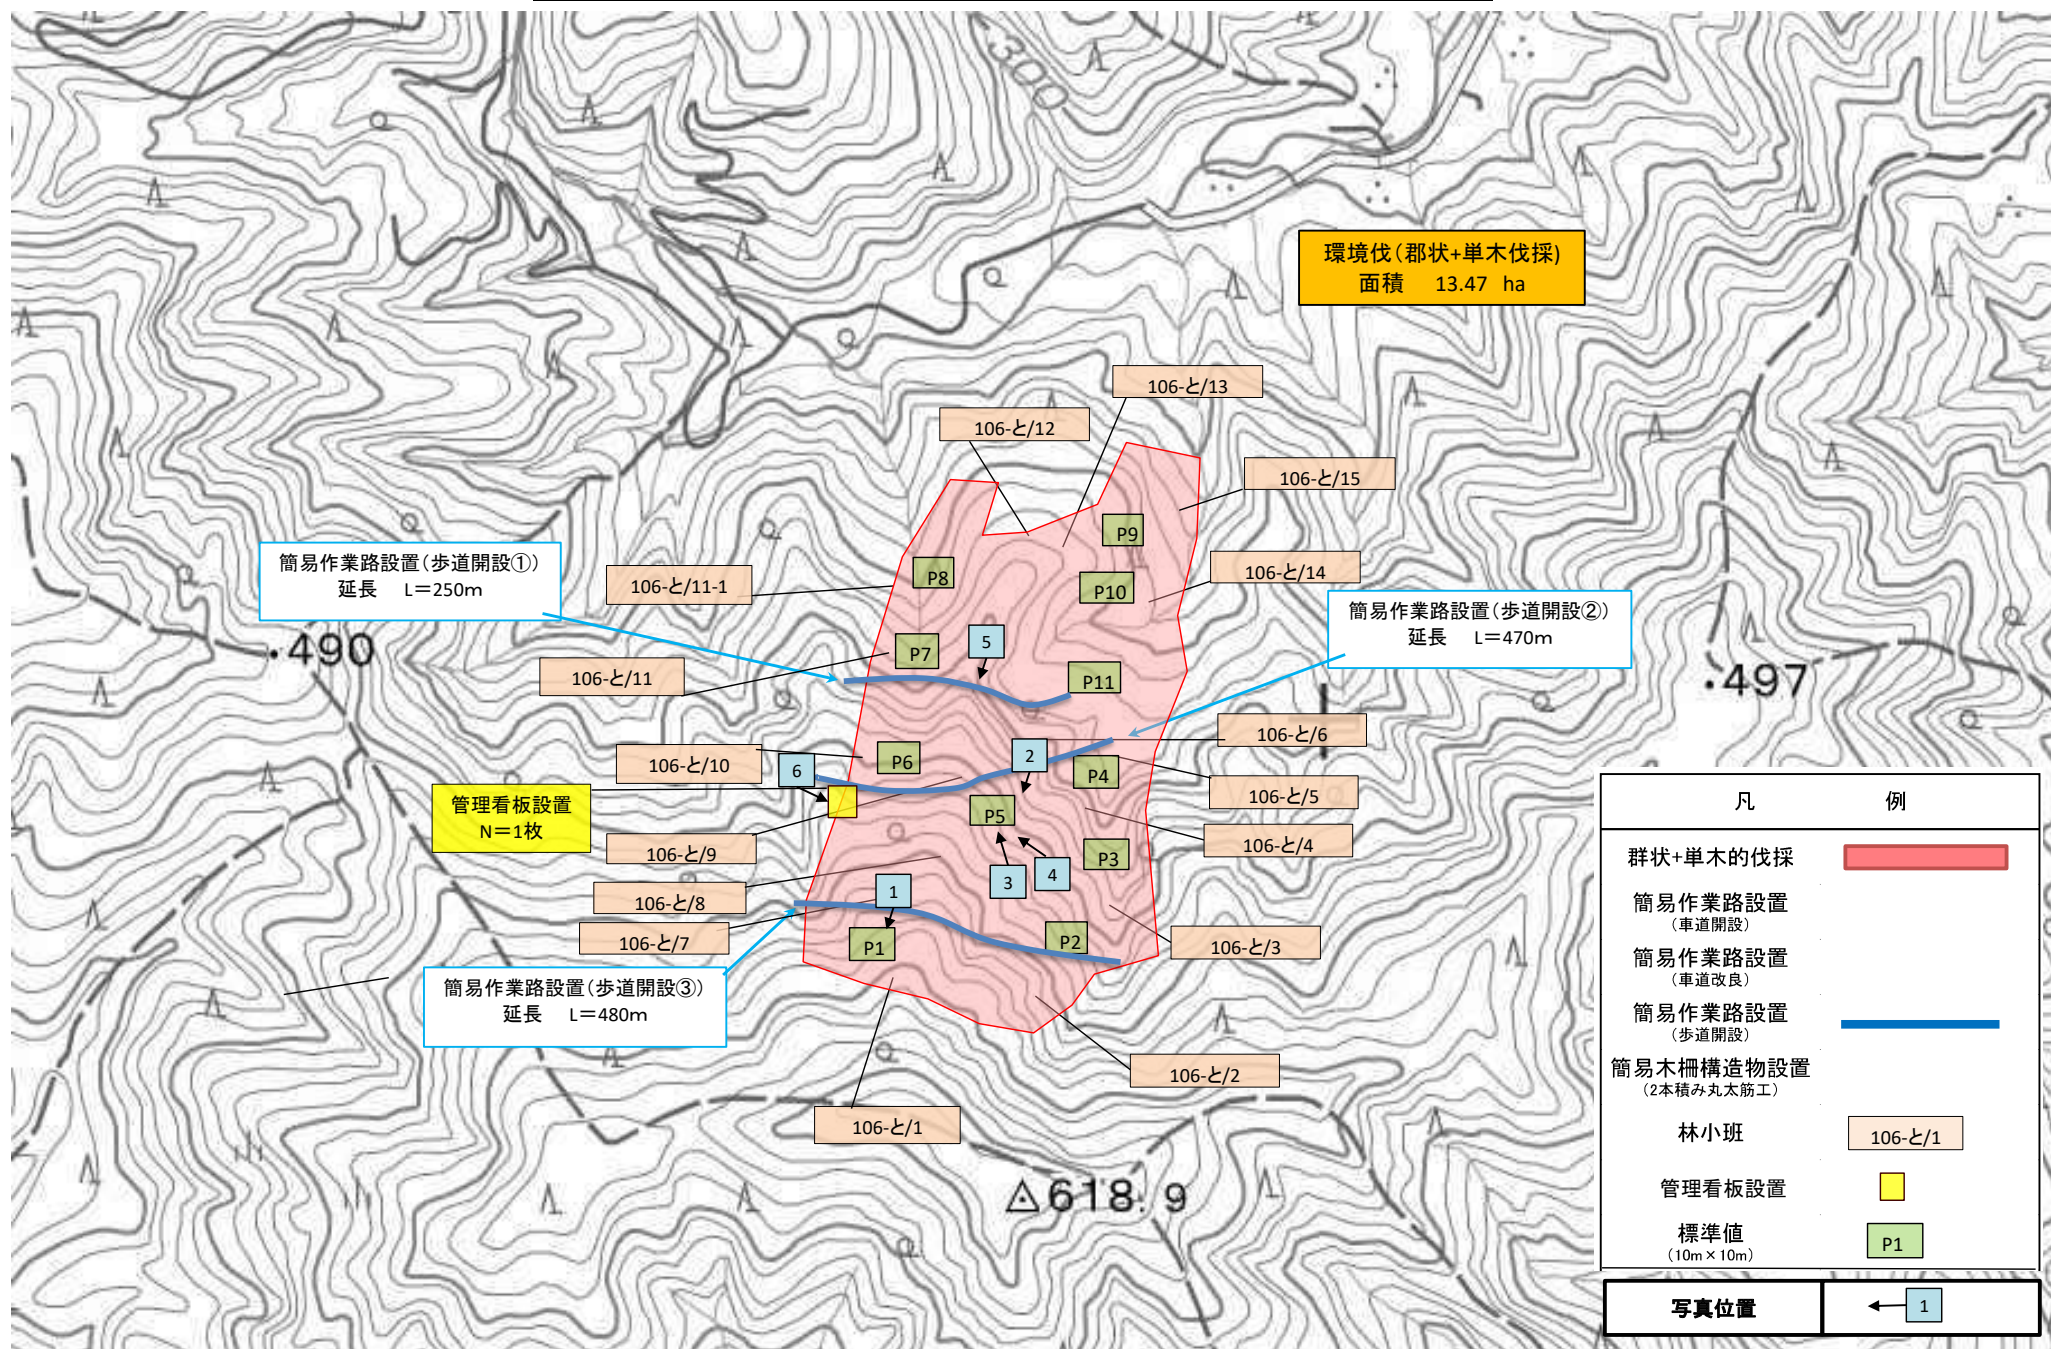 300
環境伐（郡状+単木伐採）
面積　13.47　ha
106-と/13
106-と/12
106-と/15
P9
簡易作業路設置（歩道開設①）
延長　L＝250m
106-と/11-1
P8
P10
106-と/14
簡易作業路設置（歩道開設②）
延長　L＝470m
・490
106-と/11
P7
5
P11
・497
106-と/6
106-と/10
6
P6
2
P4
106-と/5
管理看板設置
N＝1枚
P5
106-と/9
106-と/4
P3
3
4
106-と/8
1
106-と/7
P1
P2
106-と/3
簡易作業路設置（歩道開設③）
延長　L＝480m
106-と/2
106-と/1
618.9
凡　例
群状+単木的伐採
簡易作業路設置
（車道開設）
簡易作業路設置
（車道改良）
簡易作業路設置
（歩道開設）
簡易木柵構造物設置
（2本積み丸太筋工）
林小班
106-と/1
管理看板設置
標準値
（10m×10m）
P1
写真位置
1